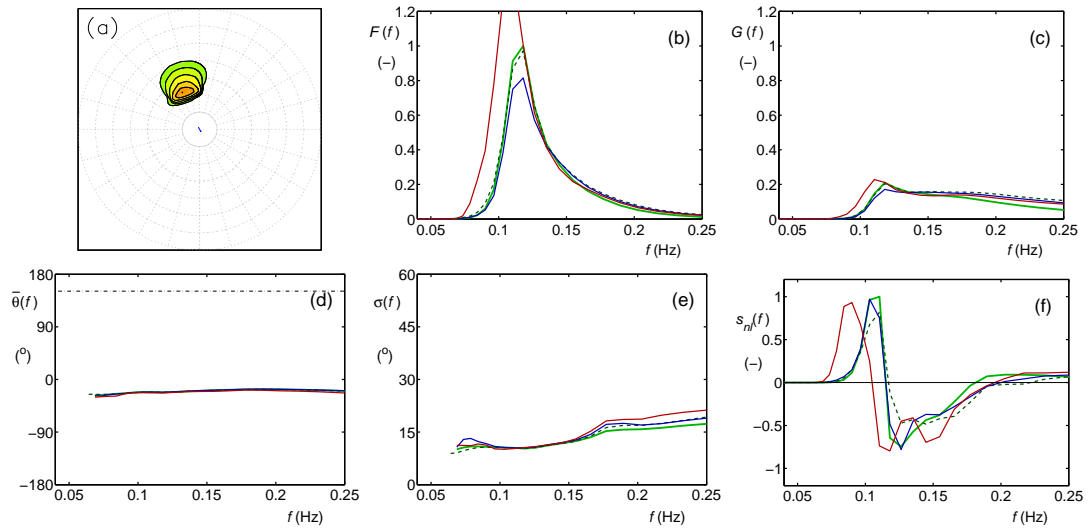 (a)
1.2
1
0.8
0.6
0.4
0.2
0
F(f)
(−)
(b)
0.05 0.1 0.15 0.2 0.25
f (Hz)
1.2
1
0.8
0.6
0.4
0.2
0
G(f)
(−)
(c)
0.05 0.1 0.15 0.2 0.25
f (Hz)
180
90
0
−90
−180
θ̅(f)
(°)
(d)
0.05 0.1 0.15 0.2 0.25
f (Hz)
60
45
30
15
0
σ(f)
(°)
(e)
0.05 0.1 0.15 0.2 0.25
f (Hz)
1
0.5
0
−0.5
−1
s_nl(f)
(−)
(f)
0.05 0.1 0.15 0.2 0.25
f (Hz)